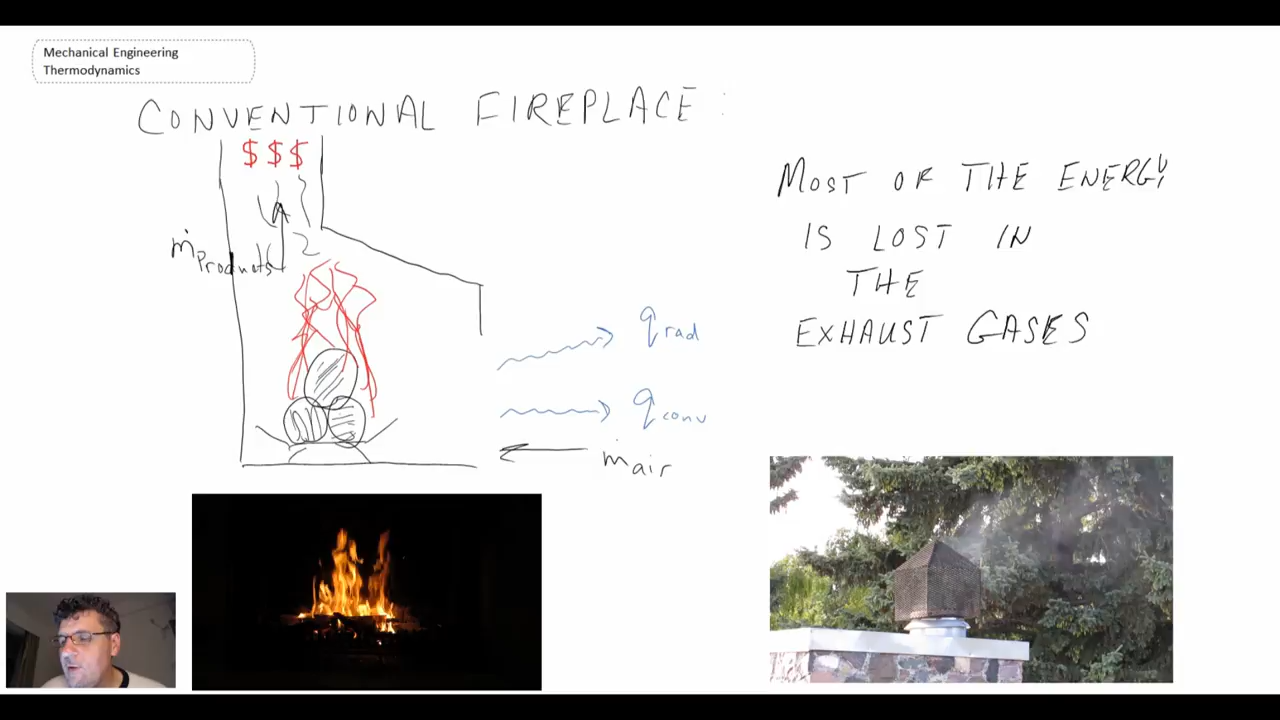 Mechanical Engineering
Thermodynamics
CONVENTIONAL FIREPLACE:
$ $ $
ṁProducts
MOST OF THE ENERGY
IS LOST IN
THE
EXHAUST GASES
qrad
qconv
ṁair